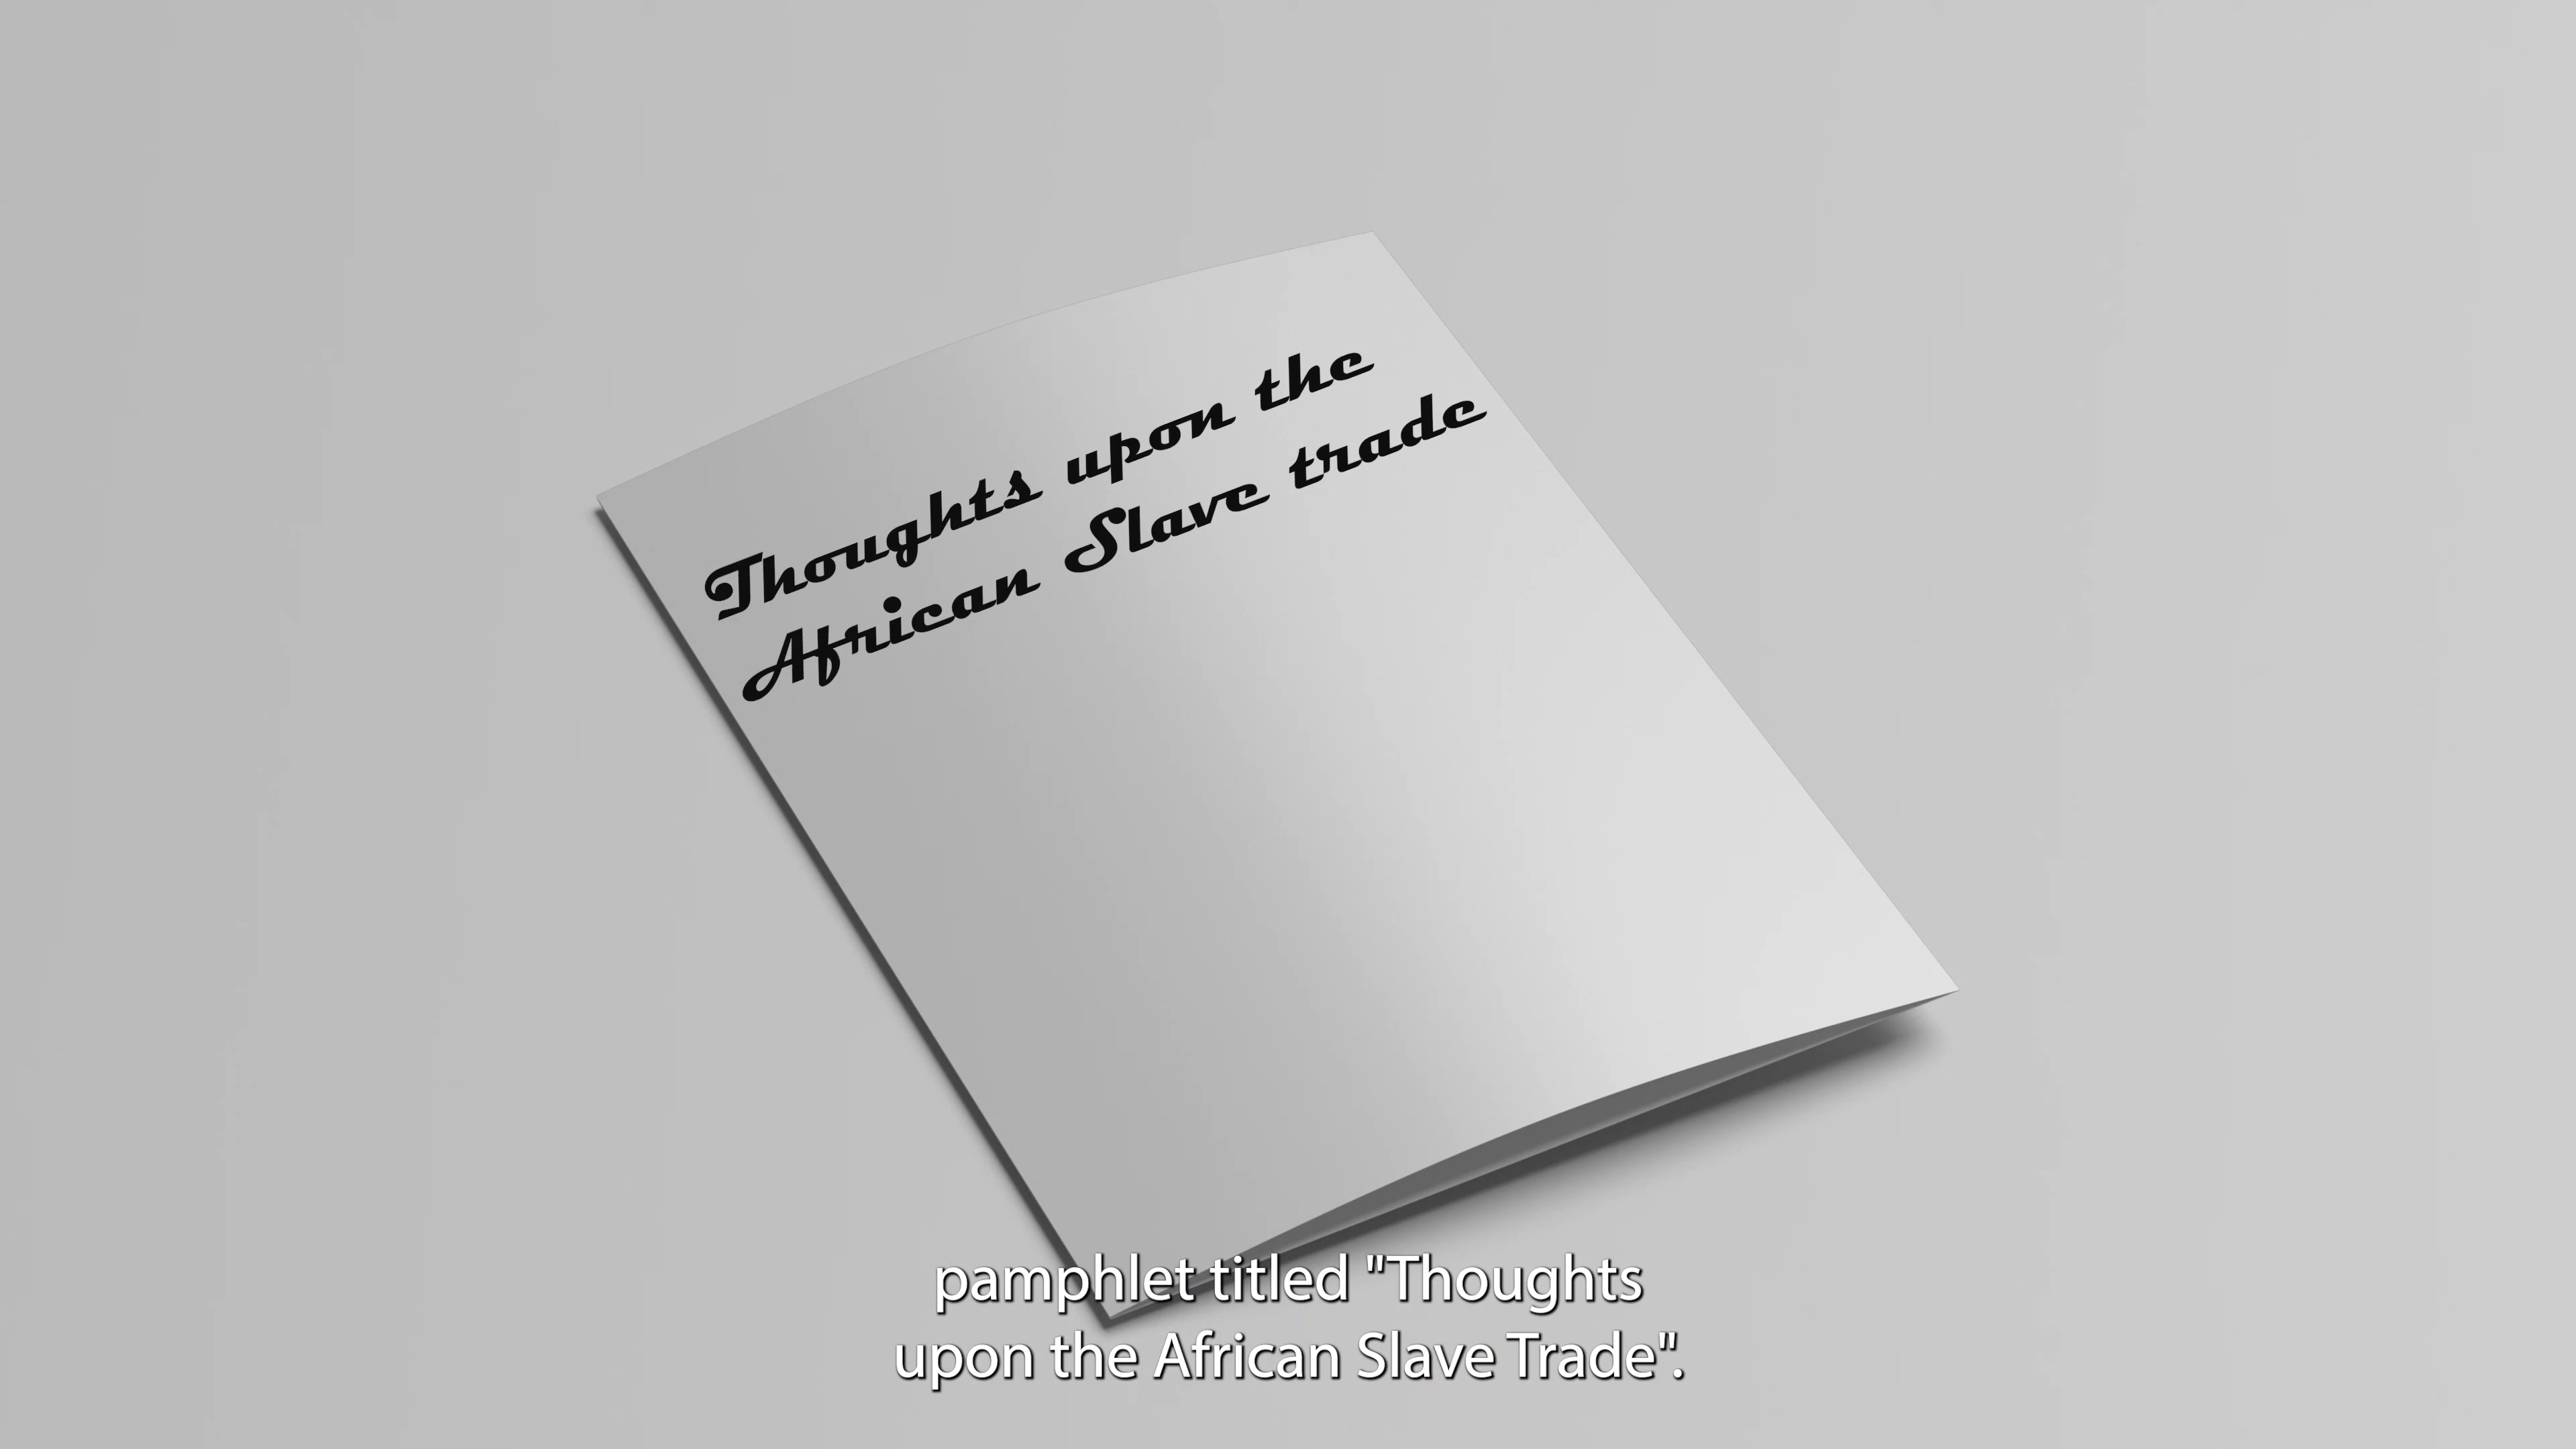 Thoughts upon the
African Slave trade
pamphlet titled "Thoughts
upon the African Slave Trade".